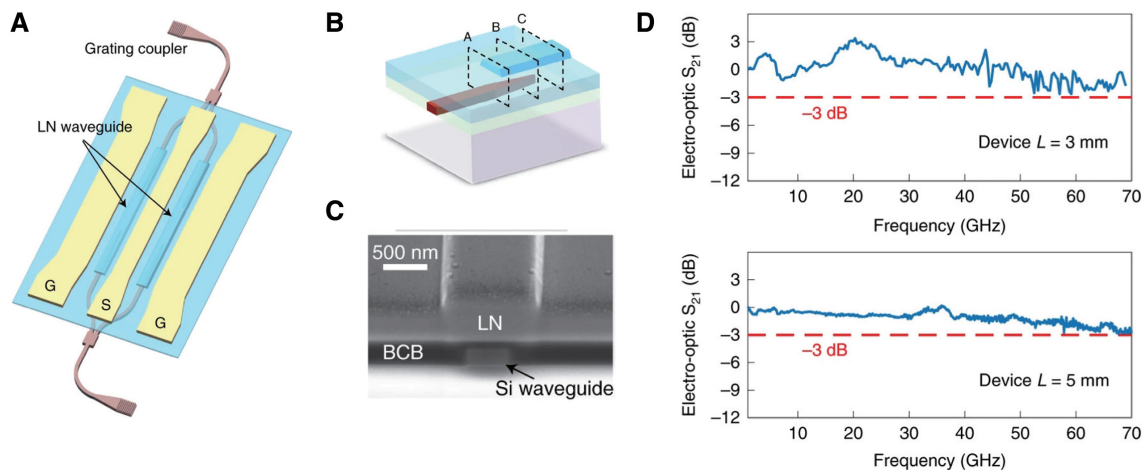 A
Grating coupler
LN waveguide
G
S
G
B
A
B
C
C
500 nm
LN
BCB
Si waveguide
D
Electro-optic S21 (dB)
3
0
−3
−6
−9
−12
−3 dB
Device L = 3 mm
10 20 30 40 50 60 70
Frequency (GHz)
Electro-optic S21 (dB)
3
0
−3
−6
−9
−12
−3 dB
Device L = 5 mm
10 20 30 40 50 60 70
Frequency (GHz)